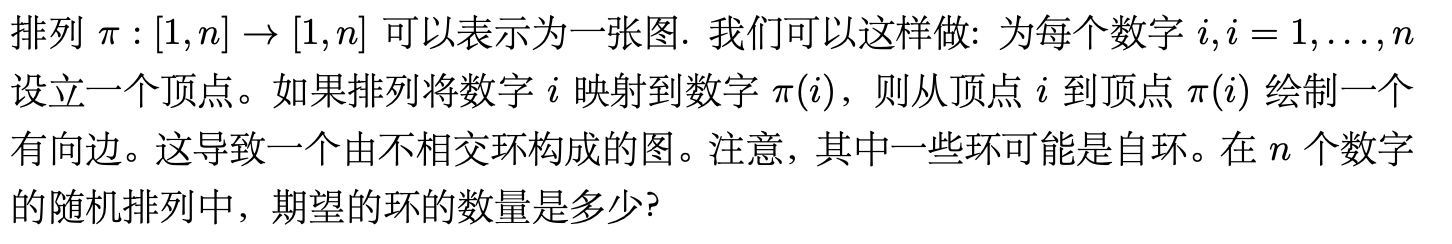 排列 π : [1, n] → [1, n] 可以表示为一张图. 我们可以这样做: 为每个数字 i, i = 1, . . . , n
设立一个顶点。如果排列将数字 i 映射到数字 π(i)，则从顶点 i 到顶点 π(i) 绘制一个
有向边。这导致一个由不相交环构成的图。注意，其中一些环可能是自环。在 n 个数字
的随机排列中，期望的环的数量是多少?